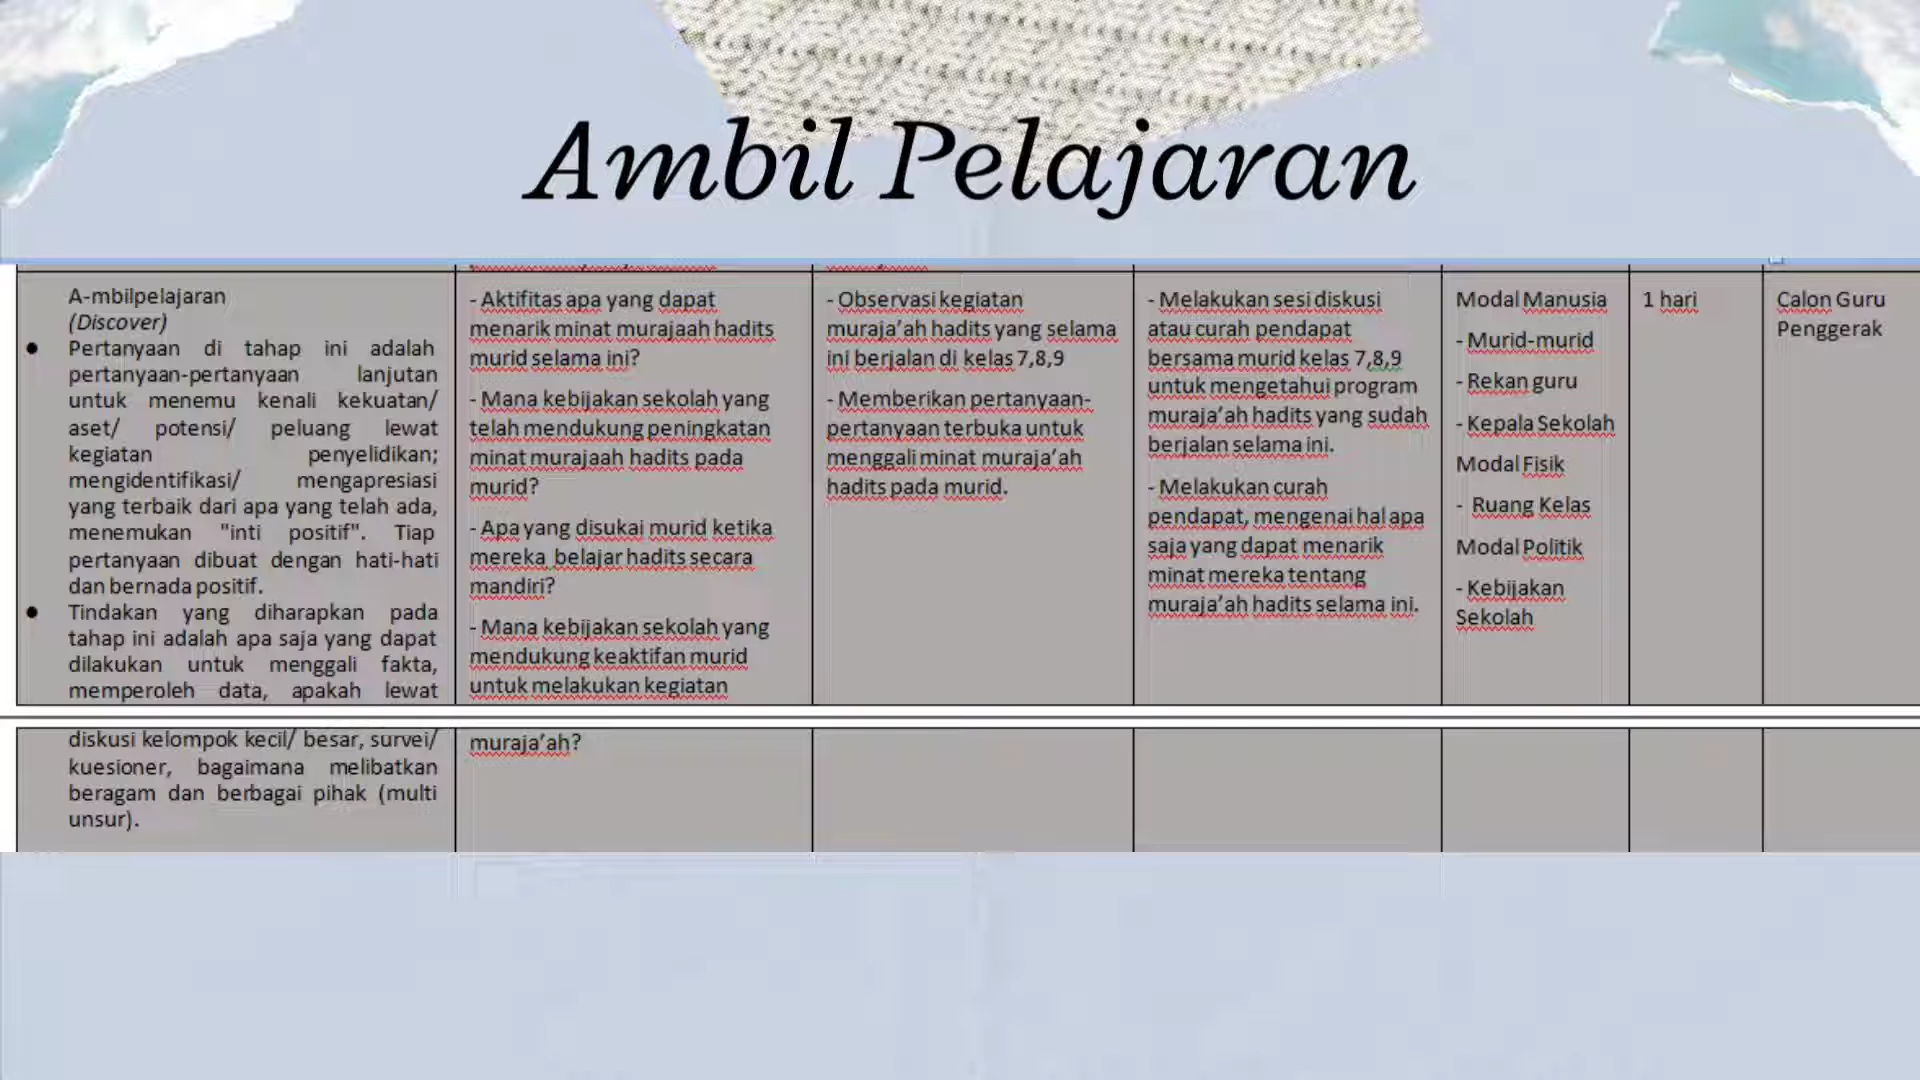 Ambil Pelajaran
A-mbilpelajaran
(Discover)
● Pertanyaan di tahap ini adalah
pertanyaan-pertanyaan lanjutan
untuk menemu kenali kekuatan/
aset/ potensi/ peluang lewat
kegiatan penyelidikan;
mengidentifikasi/ mengapresiasi
yang terbaik dari apa yang telah ada,
menemukan "inti positif". Tiap
pertanyaan dibuat dengan hati-hati
dan bernada positif.
● Tindakan yang diharapkan pada
tahap ini adalah apa saja yang dapat
dilakukan untuk menggali fakta,
memperoleh data, apakah lewat
diskusi kelompok kecil/ besar, survei/
kuesioner, bagaimana melibatkan
beragam dan berbagai pihak (multi
unsur).
- Aktifitas apa yang dapat
menarik minat murajaah hadits
murid selama ini?
- Mana kebijakan sekolah yang
telah mendukung peningkatan
minat murajaah hadits pada
murid?
- Apa yang disukai murid ketika
mereka belajar hadits secara
mandiri?
- Mana kebijakan sekolah yang
mendukung keaktifan murid
untuk melakukan kegiatan
muraja’ah?
- Observasi kegiatan
muraja’ah hadits yang selama
ini berjalan di kelas 7,8,9
- Memberikan pertanyaan-
pertanyaan terbuka untuk
menggali minat muraja’ah
hadits pada murid.
- Melakukan sesi diskusi
atau curah pendapat
bersama murid kelas 7,8,9
untuk mengetahui program
muraja’ah hadits yang sudah
berjalan selama ini.
- Melakukan curah
pendapat, mengenai hal apa
saja yang dapat menarik
minat mereka tentang
muraja’ah hadits selama ini.
Modal Manusia
- Murid-murid
- Rekan guru
- Kepala Sekolah
Modal Fisik
- Ruang Kelas
Modal Politik
- Kebijakan
Sekolah
1 hari
Calon Guru
Penggerak